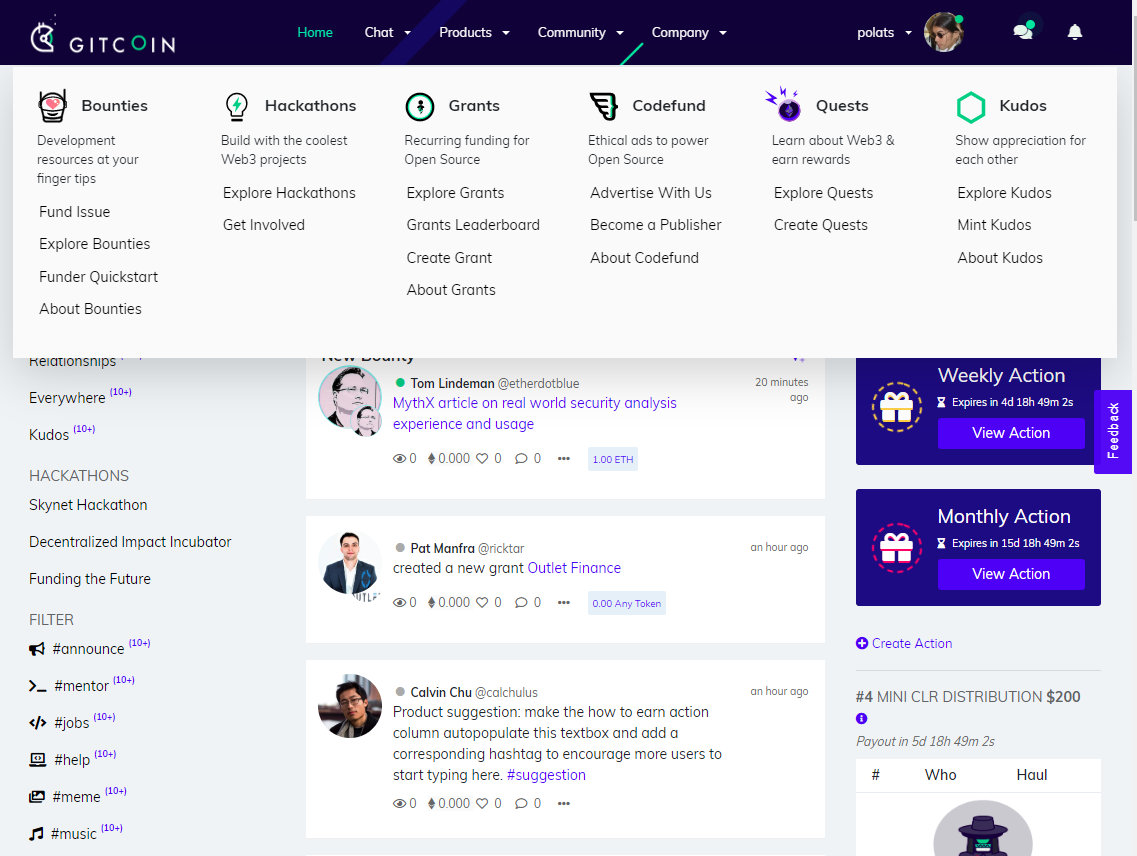 GITCOIN
Home
Chat
Products
Community
Company
polats
Bounties
Development
resources at your
finger tips
Fund Issue
Explore Bounties
Funder Quickstart
About Bounties
Hackathons
Build with the coolest
Web3 projects
Explore Hackathons
Get Involved
Grants
Recurring funding for
Open Source
Explore Grants
Grants Leaderboard
Create Grant
About Grants
Codefund
Ethical ads to power
Open Source
Advertise With Us
Become a Publisher
About Codefund
Quests
Learn about Web3 &
earn rewards
Explore Quests
Create Quests
Kudos
Show appreciation for
each other
Explore Kudos
Mint Kudos
About Kudos
Relationships
Everywhere (10+)
Kudos (10+)
HACKATHONS
Skynet Hackathon
Decentralized Impact Incubator
Funding the Future
FILTER
#announce (10+)
#mentor (10+)
#jobs (10+)
#help (10+)
#meme (10+)
#music (10+)
New Bounty
Tom Lindeman @etherdotblue
20 minutes
ago
MythX article on real world security analysis
experience and usage
0 0.000 0 0 ••• 1.00 ETH
Pat Manfra @ricktar
an hour ago
created a new grant Outlet Finance
0 0.000 0 0 ••• 0.00 Any Token
Calvin Chu @calchulus
an hour ago
Product suggestion: make the how to earn action
column autopopulate this textbox and add a
corresponding hashtag to encourage more users to
start typing here. #suggestion
0 0.000 0 0 •••
Weekly Action
Expires in 4d 18h 49m 2s
View Action
Feedback
Monthly Action
Expires in 15d 18h 49m 2s
View Action
Create Action
#4 MINI CLR DISTRIBUTION $200
Payout in 5d 18h 49m 2s
# Who Haul